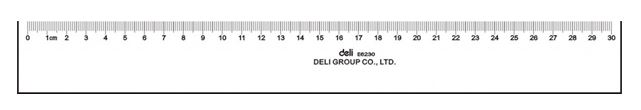 0 1cm 2 3 4 5 6 7 8 9 10 11 12 13 14 15 16 17 18 19 20 21 22 23 24 25 26 27 28 29 30
deli E6230
DELI GROUP CO., LTD.